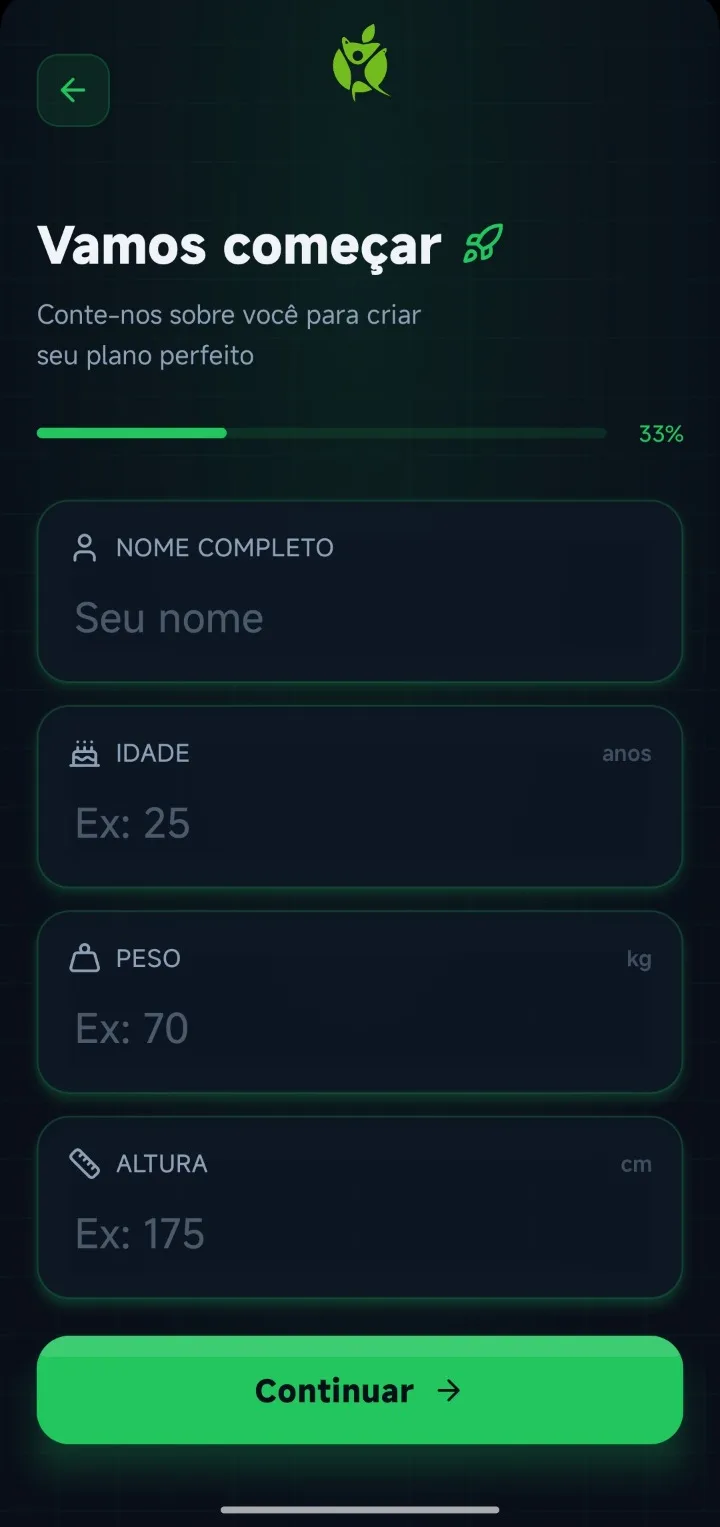 Vamos começar
Conte-nos sobre você para criar
seu plano perfeito
33%
NOME COMPLETO
Seu nome
IDADE
anos
Ex: 25
PESO
kg
Ex: 70
ALTURA
cm
Ex: 175
Continuar →